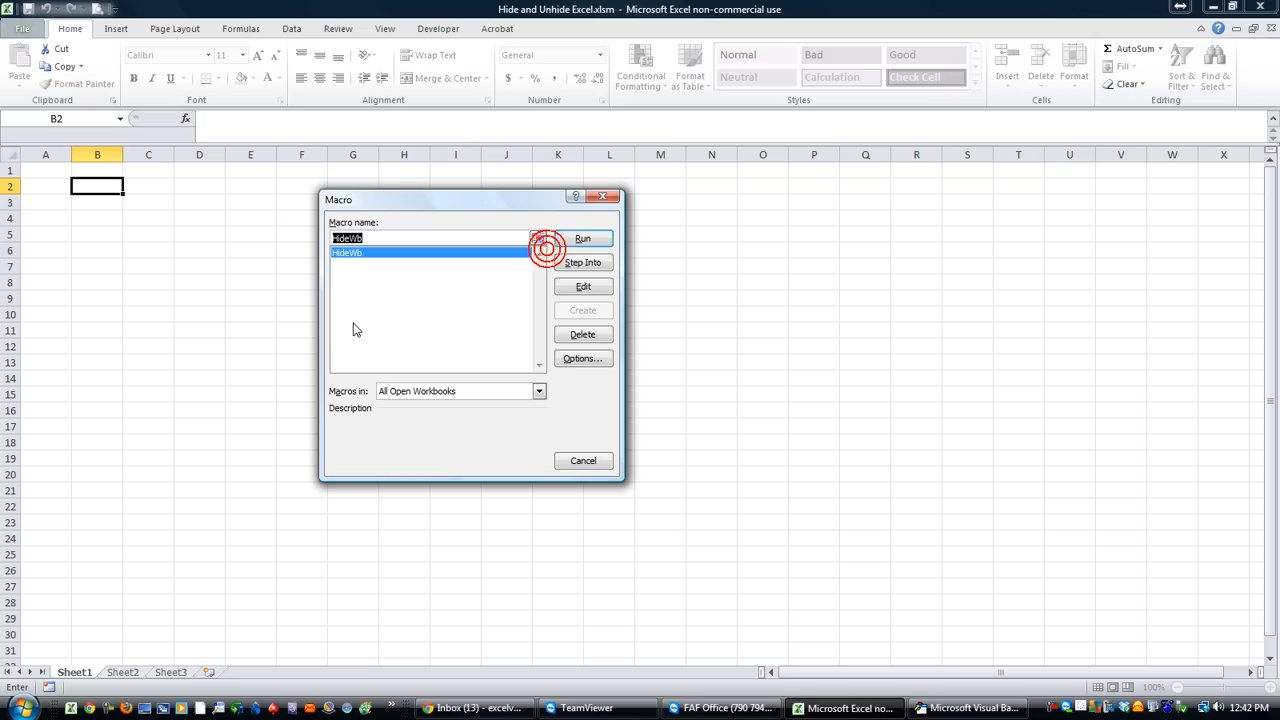 Hide and Unhide Excel.xlsm - Microsoft Excel non-commercial use
File Home Insert Page Layout Formulas Data Review View Developer Acrobat
Paste
Cut
Copy
Format Painter
Clipboard
Calibri 11
B I U
Font
Wrap Text
Merge & Center
Alignment
General
$ % ,
Number
Conditional Formatting
Format as Table
Normal Bad Good
Neutral Calculation Check Cell
Styles
Insert Delete Format
Cells
AutoSum
Fill
Clear
Sort & Filter
Find & Select
Editing
B2 fx
A B C D E F G H I J K L M N O P Q R S T U V W X
1
2
3
4
5
6
7
8
9
10
11
12
13
14
15
16
17
18
19
20
21
22
23
24
25
26
27
28
29
30
31
Macro
Macro name:
HideWb
HideWb
Run
Step Into
Edit
Create
Delete
Options...
Macros in: All Open Workbooks
Description
Cancel
Sheet1 Sheet2 Sheet3
Enter 100%
Inbox (13) - excelv... TeamViewer FAF Office (790 794... Microsoft Excel no... Microsoft Visual Ba... 12:42 PM